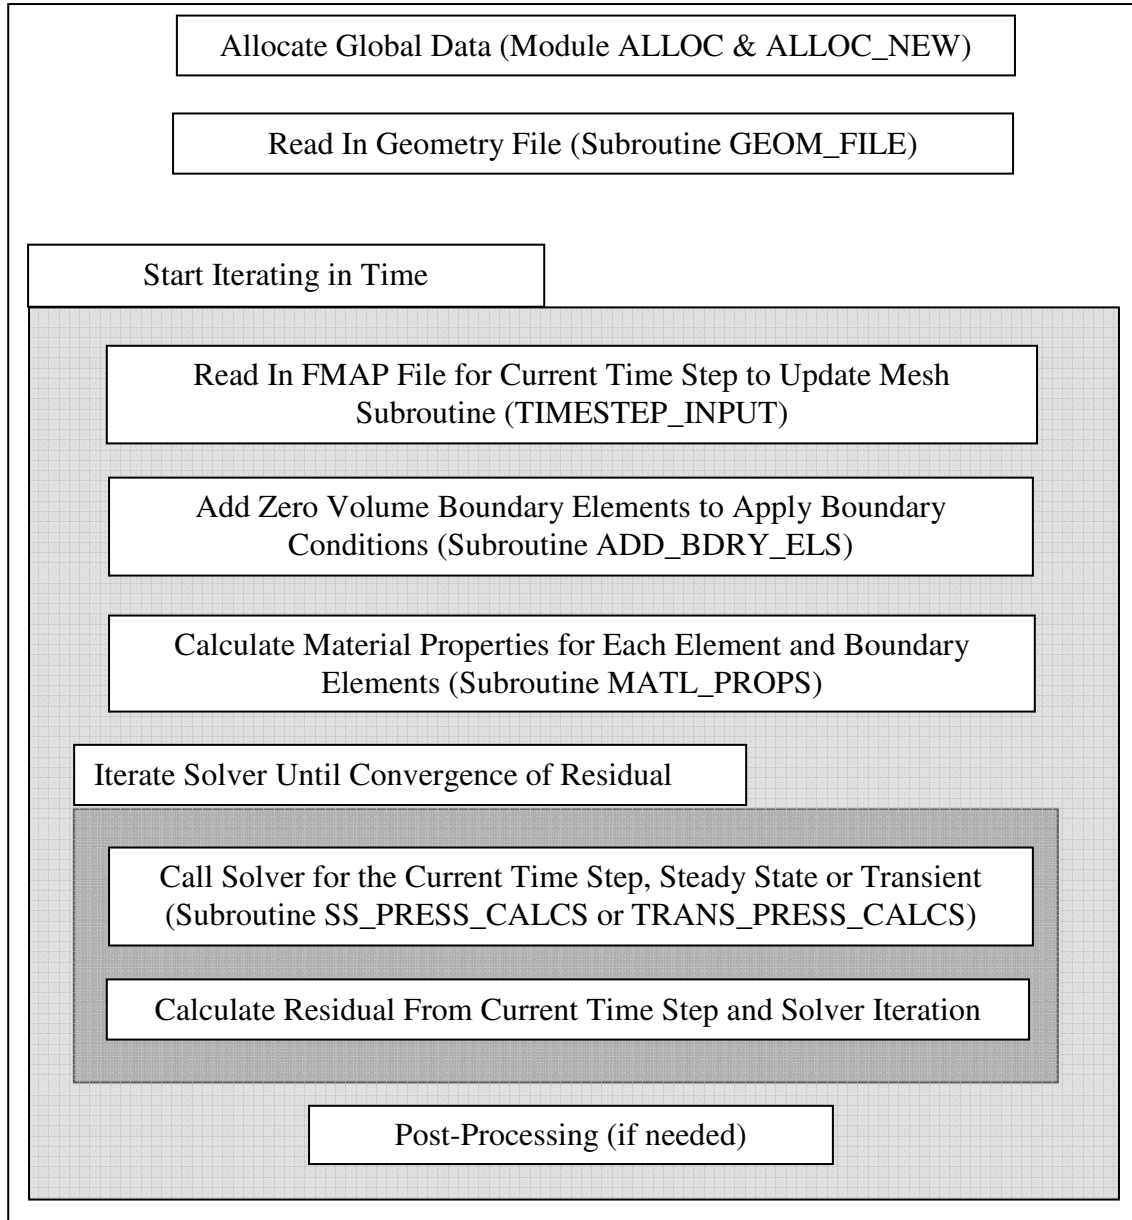 Allocate Global Data (Module ALLOC & ALLOC_NEW)
Read In Geometry File (Subroutine GEOM_FILE)
Start Iterating in Time
Read In FMAP File for Current Time Step to Update Mesh
Subroutine (TIMESTEP_INPUT)
Add Zero Volume Boundary Elements to Apply Boundary
Conditions (Subroutine ADD_BDRY_ELS)
Calculate Material Properties for Each Element and Boundary
Elements (Subroutine MATL_PROPS)
Iterate Solver Until Convergence of Residual
Call Solver for the Current Time Step, Steady State or Transient
(Subroutine SS_PRESS_CALCS or TRANS_PRESS_CALCS)
Calculate Residual From Current Time Step and Solver Iteration
Post-Processing (if needed)